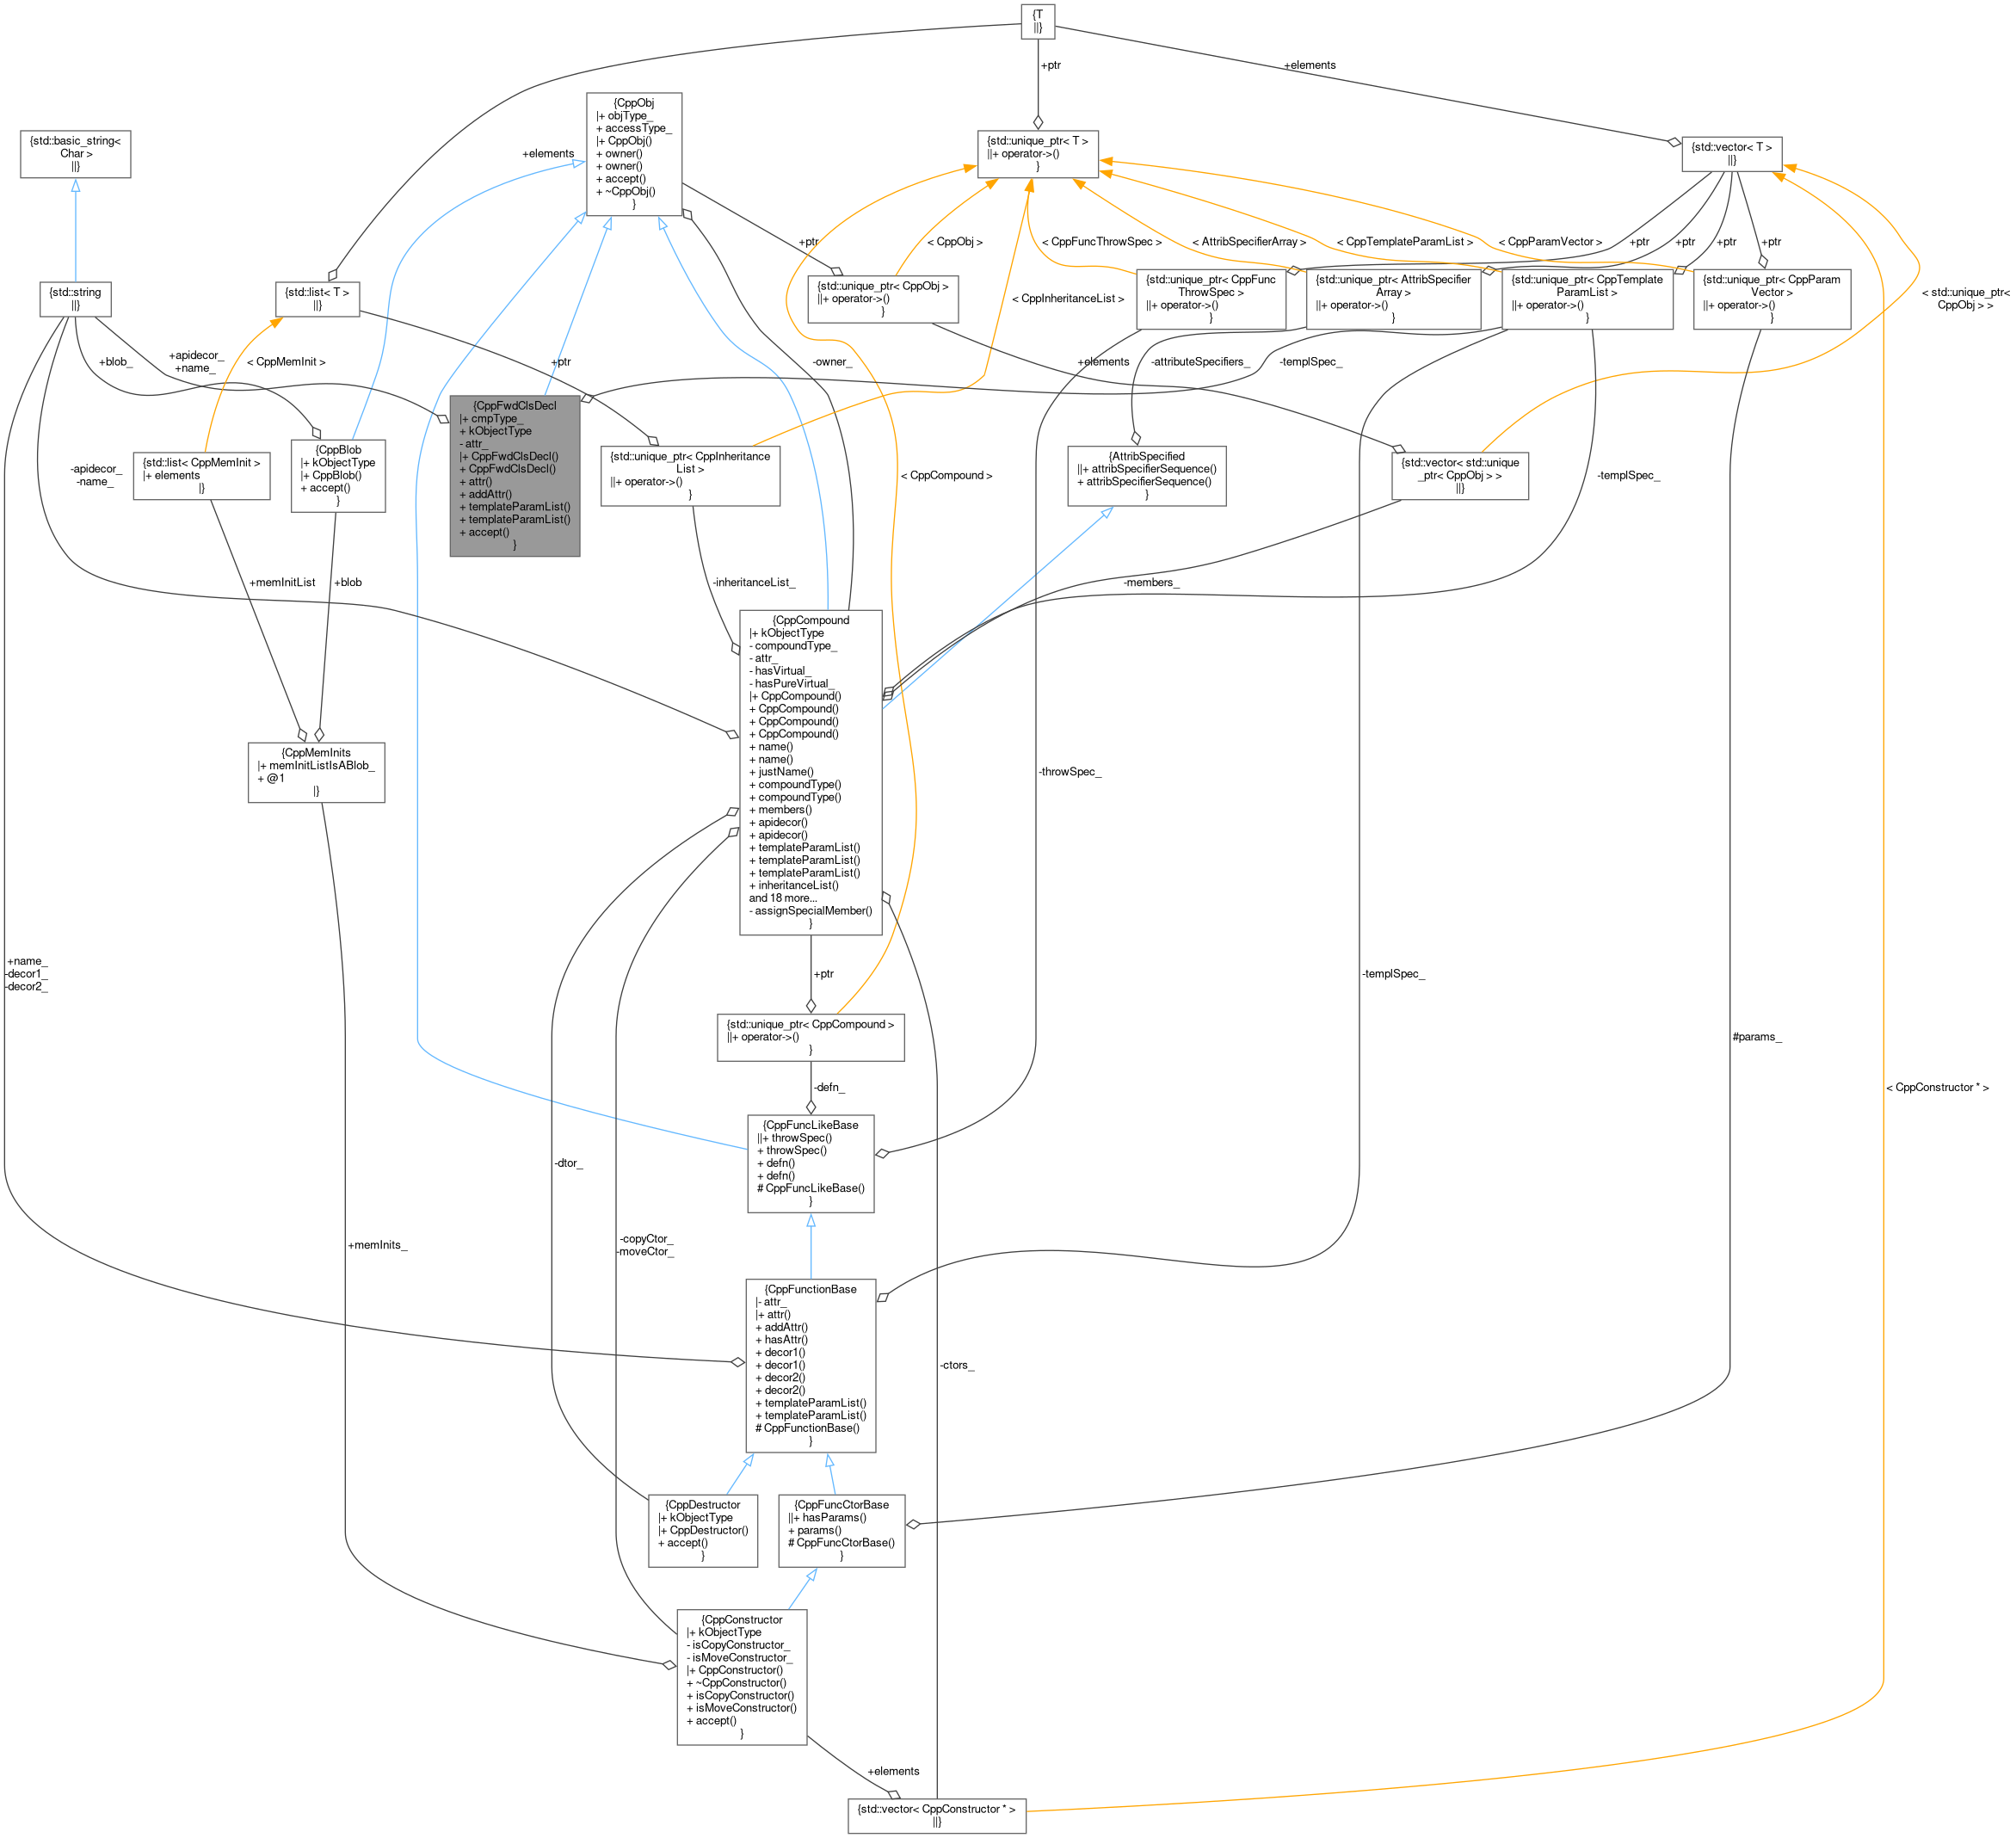 {T
||}
+ptr
+elements
{CppObj
|+ objType_
+ accessType_
|+ CppObj()
+ owner()
+ owner()
+ accept()
+ ~CppObj()
}
{std::basic_string<
Char >
||}
{std::unique_ptr< T >
||+ operator->()
}
{std::vector< T >
||}
+elements
+ptr
< CppObj >
< CppFuncThrowSpec >
< AttribSpecifierArray >
< CppTemplateParamList >
< CppParamVector >
+ptr
+ptr
+ptr
+ptr
{std::string
||}
{std::list< T >
||}
{std::unique_ptr< CppObj >
||+ operator->()
}
< CppInheritanceList >
{std::unique_ptr< CppFunc
ThrowSpec >
||+ operator->()
}
{std::unique_ptr< AttribSpecifier
Array >
||+ operator->()
}
{std::unique_ptr< CppTemplate
ParamList >
||+ operator->()
}
{std::unique_ptr< CppParam
Vector >
||+ operator->()
}
< std::unique_ptr<
CppObj > >
+blob_
+apidecor_
+name_
< CppMemInit >
+ptr
-owner_
+elements
-attributeSpecifiers_
-templSpec_
{CppFwdClsDecl
|+ cmpType_
+ kObjectType
- attr_
|+ CppFwdClsDecl()
+ CppFwdClsDecl()
+ attr()
+ addAttr()
+ templateParamList()
+ templateParamList()
+ accept()
}
-apidecor_
-name_
{std::list< CppMemInit >
|+ elements
|}
{CppBlob
|+ kObjectType
|+ CppBlob()
+ accept()
}
{std::unique_ptr< CppInheritance
List >
||+ operator->()
}
< CppCompound >
{AttribSpecified
||+ attribSpecifierSequence()
+ attribSpecifierSequence()
}
{std::vector< std::unique
_ptr< CppObj > >
||}
-templSpec_
+memInitList
+blob
-inheritanceList_
-members_
{CppCompound
|+ kObjectType
- compoundType_
- attr_
- hasVirtual_
- hasPureVirtual_
|+ CppCompound()
+ CppCompound()
+ CppCompound()
+ CppCompound()
+ name()
+ name()
+ justName()
+ compoundType()
+ compoundType()
+ members()
+ apidecor()
+ apidecor()
+ templateParamList()
+ templateParamList()
+ templateParamList()
+ inheritanceList()
and 18 more...
- assignSpecialMember()
}
{CppMemInits
|+ memInitListIsABlob_
+ @1
|}
-throwSpec_
+name_
-decor1_
-decor2_
+ptr
-templSpec_
{std::unique_ptr< CppCompound >
||+ operator->()
}
#params_
-defn_
< CppConstructor * >
{CppFuncLikeBase
||+ throwSpec()
+ throwSpec()
+ defn()
+ defn()
# CppFuncLikeBase()
}
-dtor_
+memInits_
-copyCtor_
-moveCtor_
{CppFunctionBase
|- attr_
|+ attr()
+ addAttr()
+ hasAttr()
+ decor1()
+ decor1()
+ decor2()
+ decor2()
+ templateParamList()
+ templateParamList()
# CppFunctionBase()
}
-ctors_
{CppDestructor
|+ kObjectType
|+ CppDestructor()
+ accept()
}
{CppFuncCtorBase
||+ hasParams()
+ params()
# CppFuncCtorBase()
}
{CppConstructor
|+ kObjectType
- isCopyConstructor_
- isMoveConstructor_
|+ CppConstructor()
+ ~CppConstructor()
+ isCopyConstructor()
+ isMoveConstructor()
+ accept()
}
+elements
{std::vector< CppConstructor * >
||}